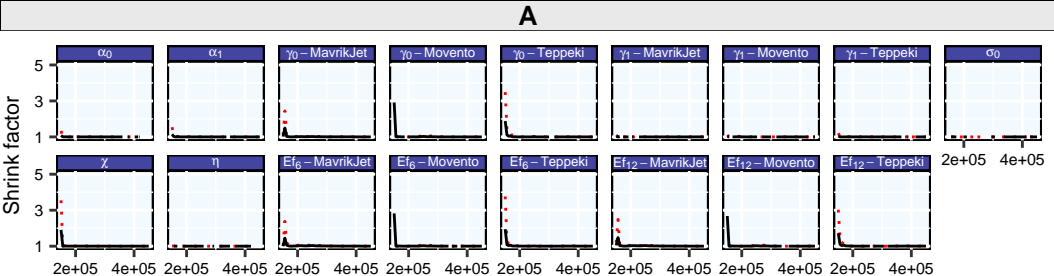 A
α0 α1 γ0 – MavrikJet γ0 – Movento γ0 – Teppeki γ1 – MavrikJet γ1 – Movento γ1 – Teppeki σ0
5
3
1
2e+05 4e+05
χ η Ef6 – MavrikJet Ef6 – Movento Ef6 – Teppeki Ef12 – MavrikJet Ef12 – Movento Ef12 – Teppeki
5
3
1
2e+05 4e+05 2e+05 4e+05 2e+05 4e+05 2e+05 4e+05 2e+05 4e+05 2e+05 4e+05 2e+05 4e+05 2e+05 4e+05
Shrink factor